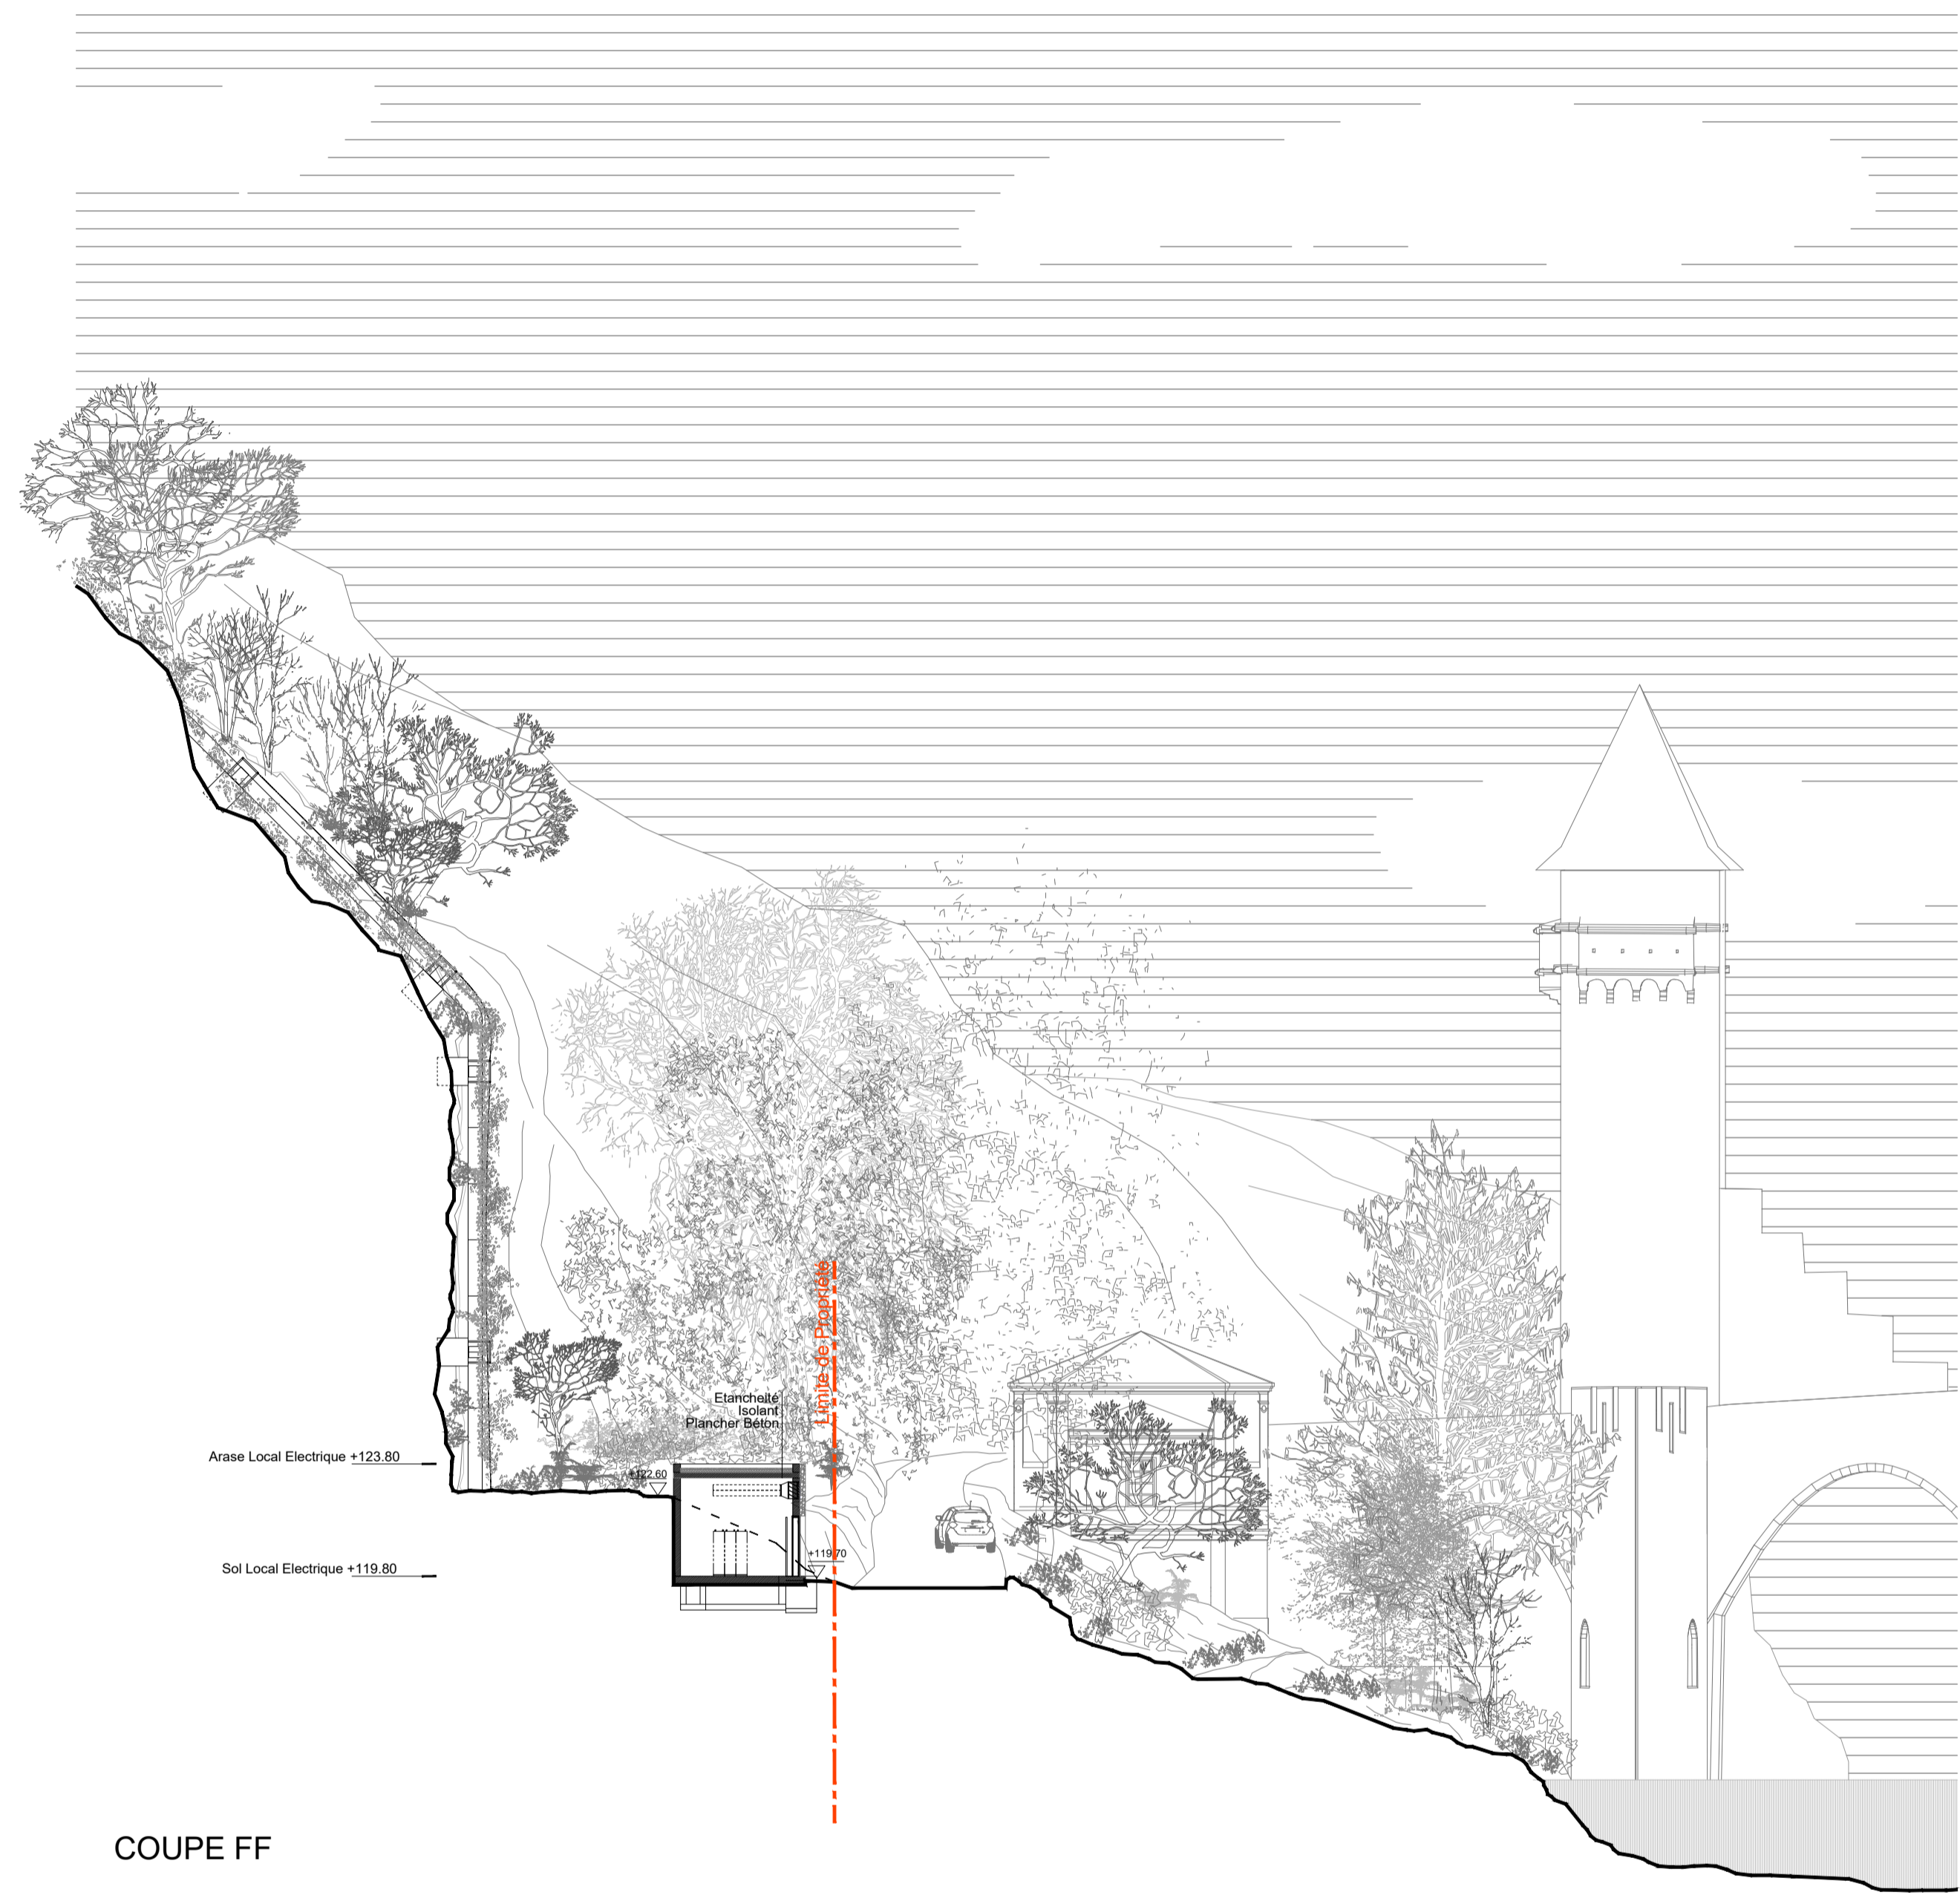 Limite de Propriété
Etancheité
Isolant
Plancher Béton
Arase Local Electrique +123.80
+122.60
+119.70
Sol Local Electrique +119.80
COUPE FF